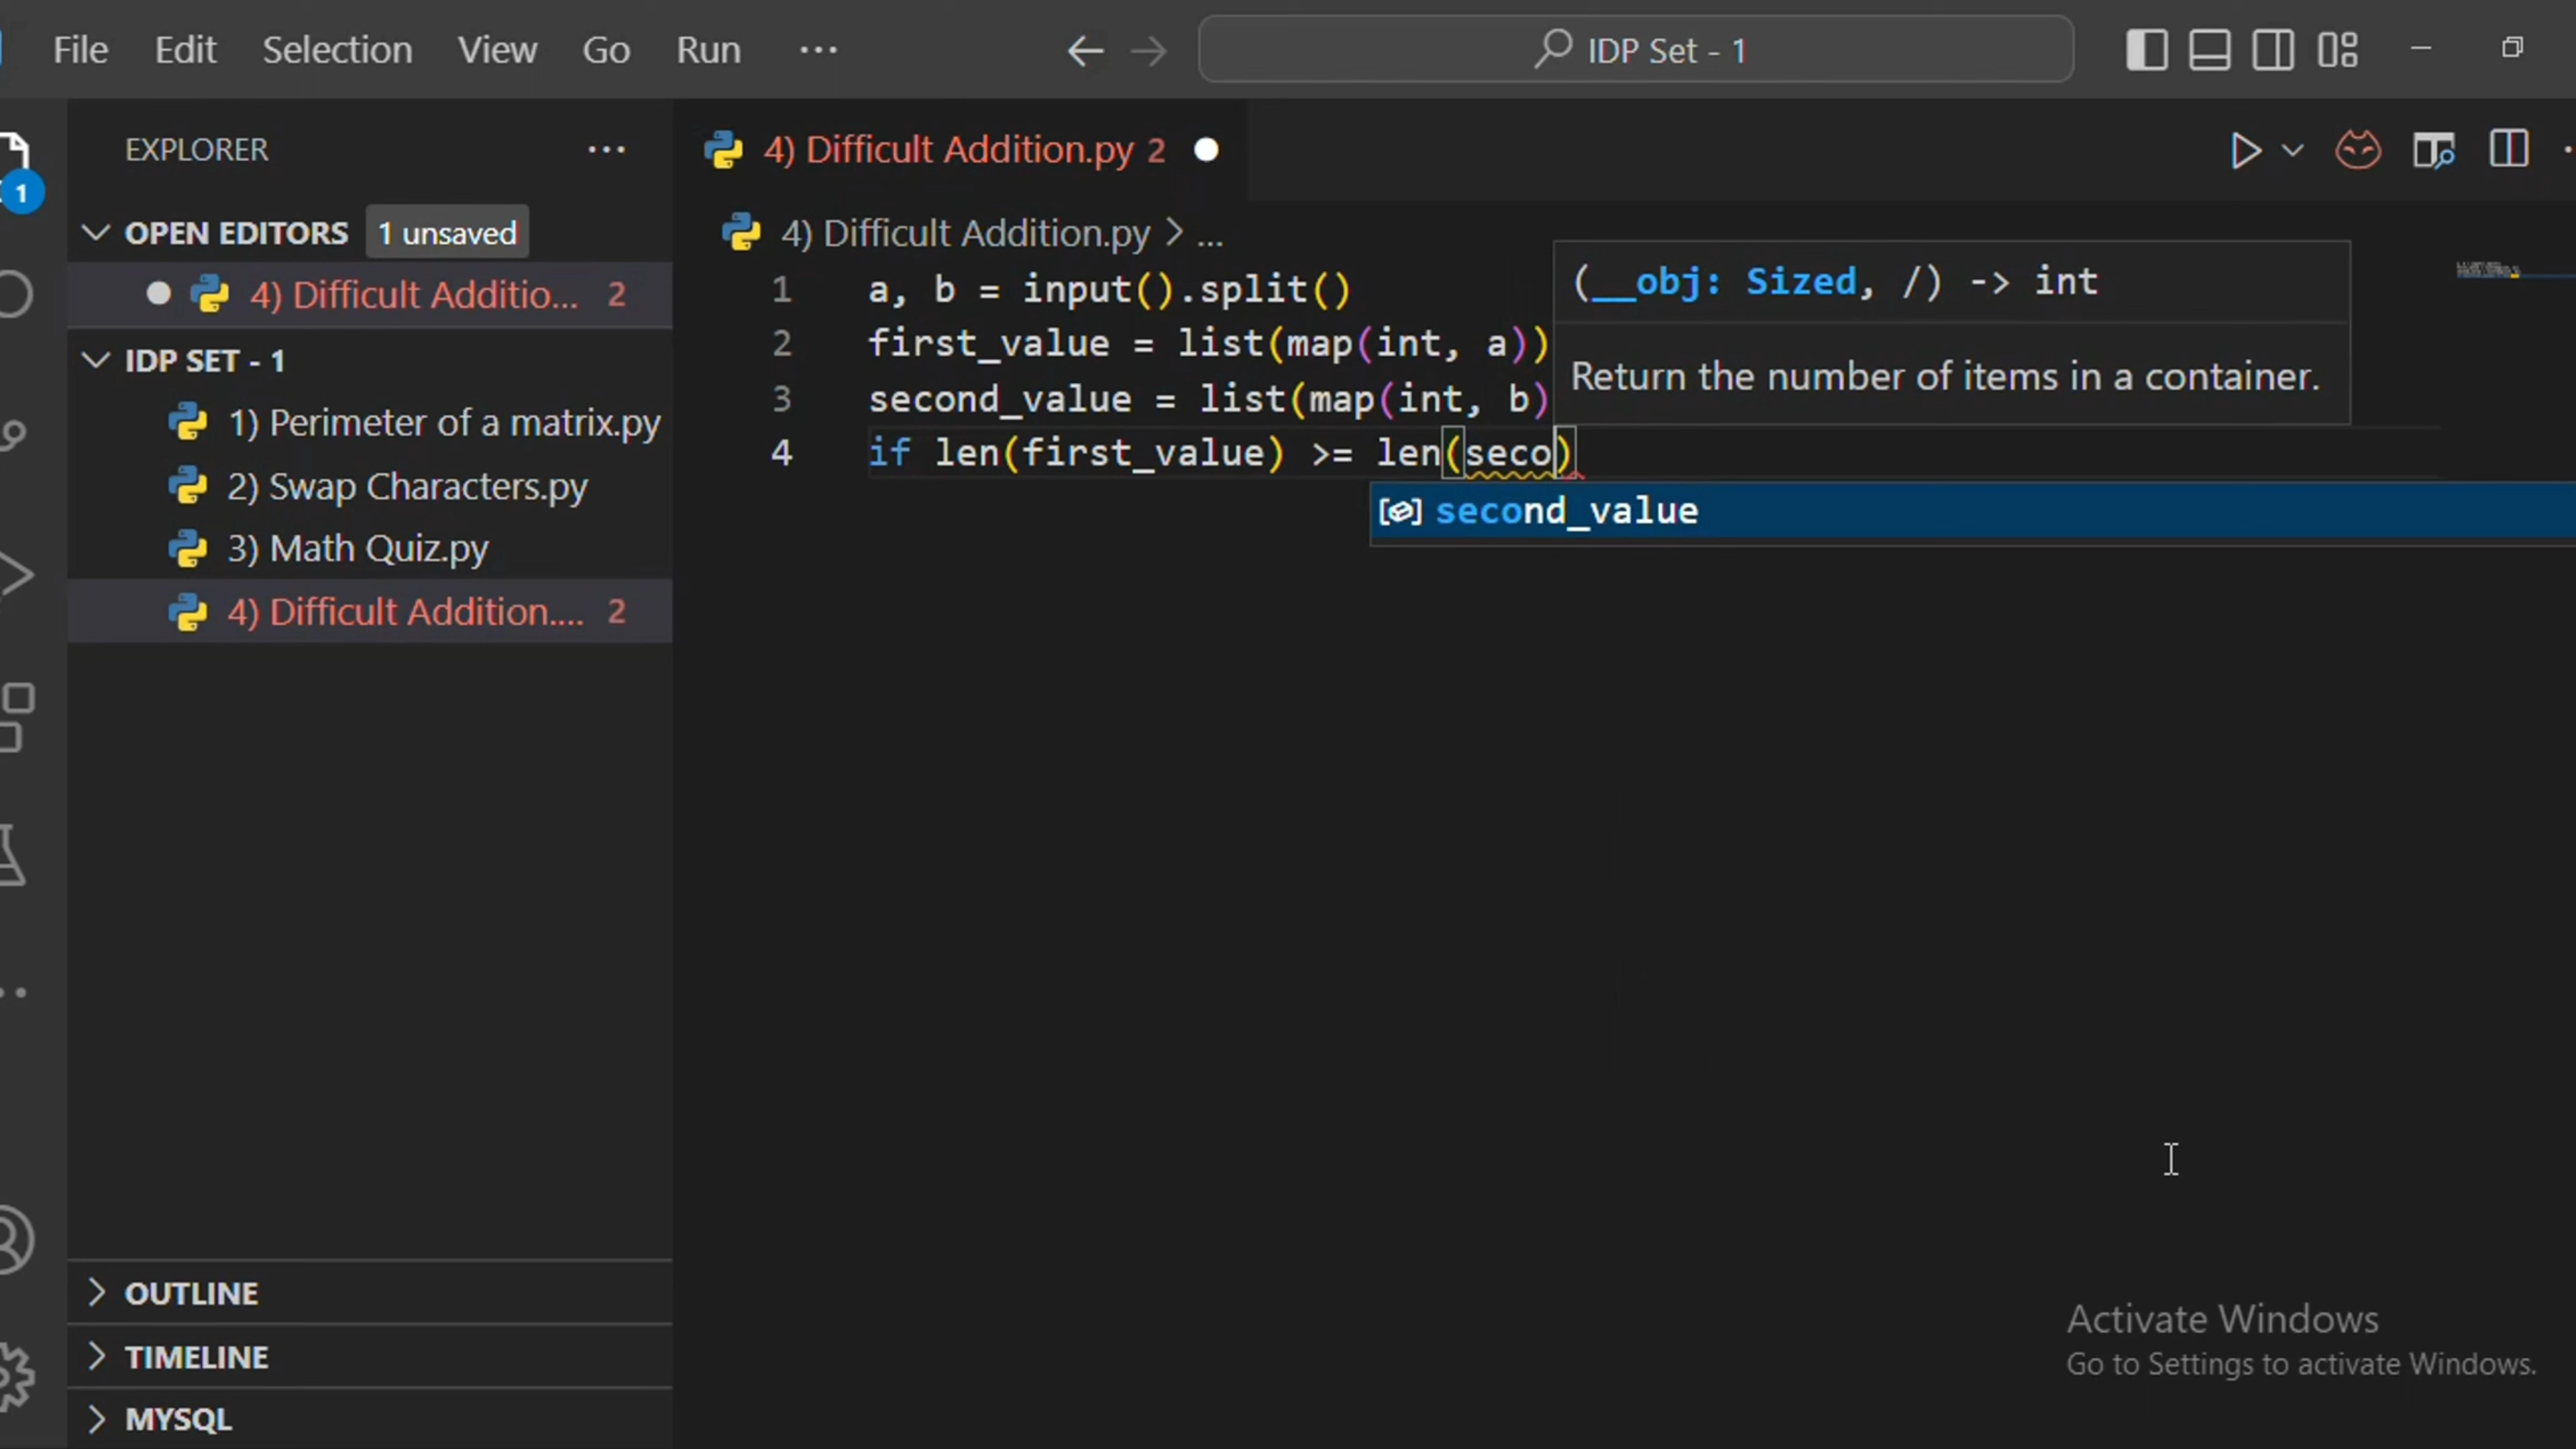 File Edit Selection View Go Run ...
IDP Set - 1
EXPLORER ...
1
OPEN EDITORS 1 unsaved
4) Difficult Additio... 2
IDP SET - 1
1) Perimeter of a matrix.py
2) Swap Characters.py
3) Math Quiz.py
4) Difficult Addition.... 2
OUTLINE
TIMELINE
MYSQL
4) Difficult Addition.py 2
4) Difficult Addition.py > ...
1 a, b = input().split()
2 first_value = list(map(int, a))
3 second_value = list(map(int, b)
4 if len(first_value) >= len(seco)
(__obj: Sized, /) -> int
Return the number of items in a container.
second_value
Activate Windows
Go to Settings to activate Windows.